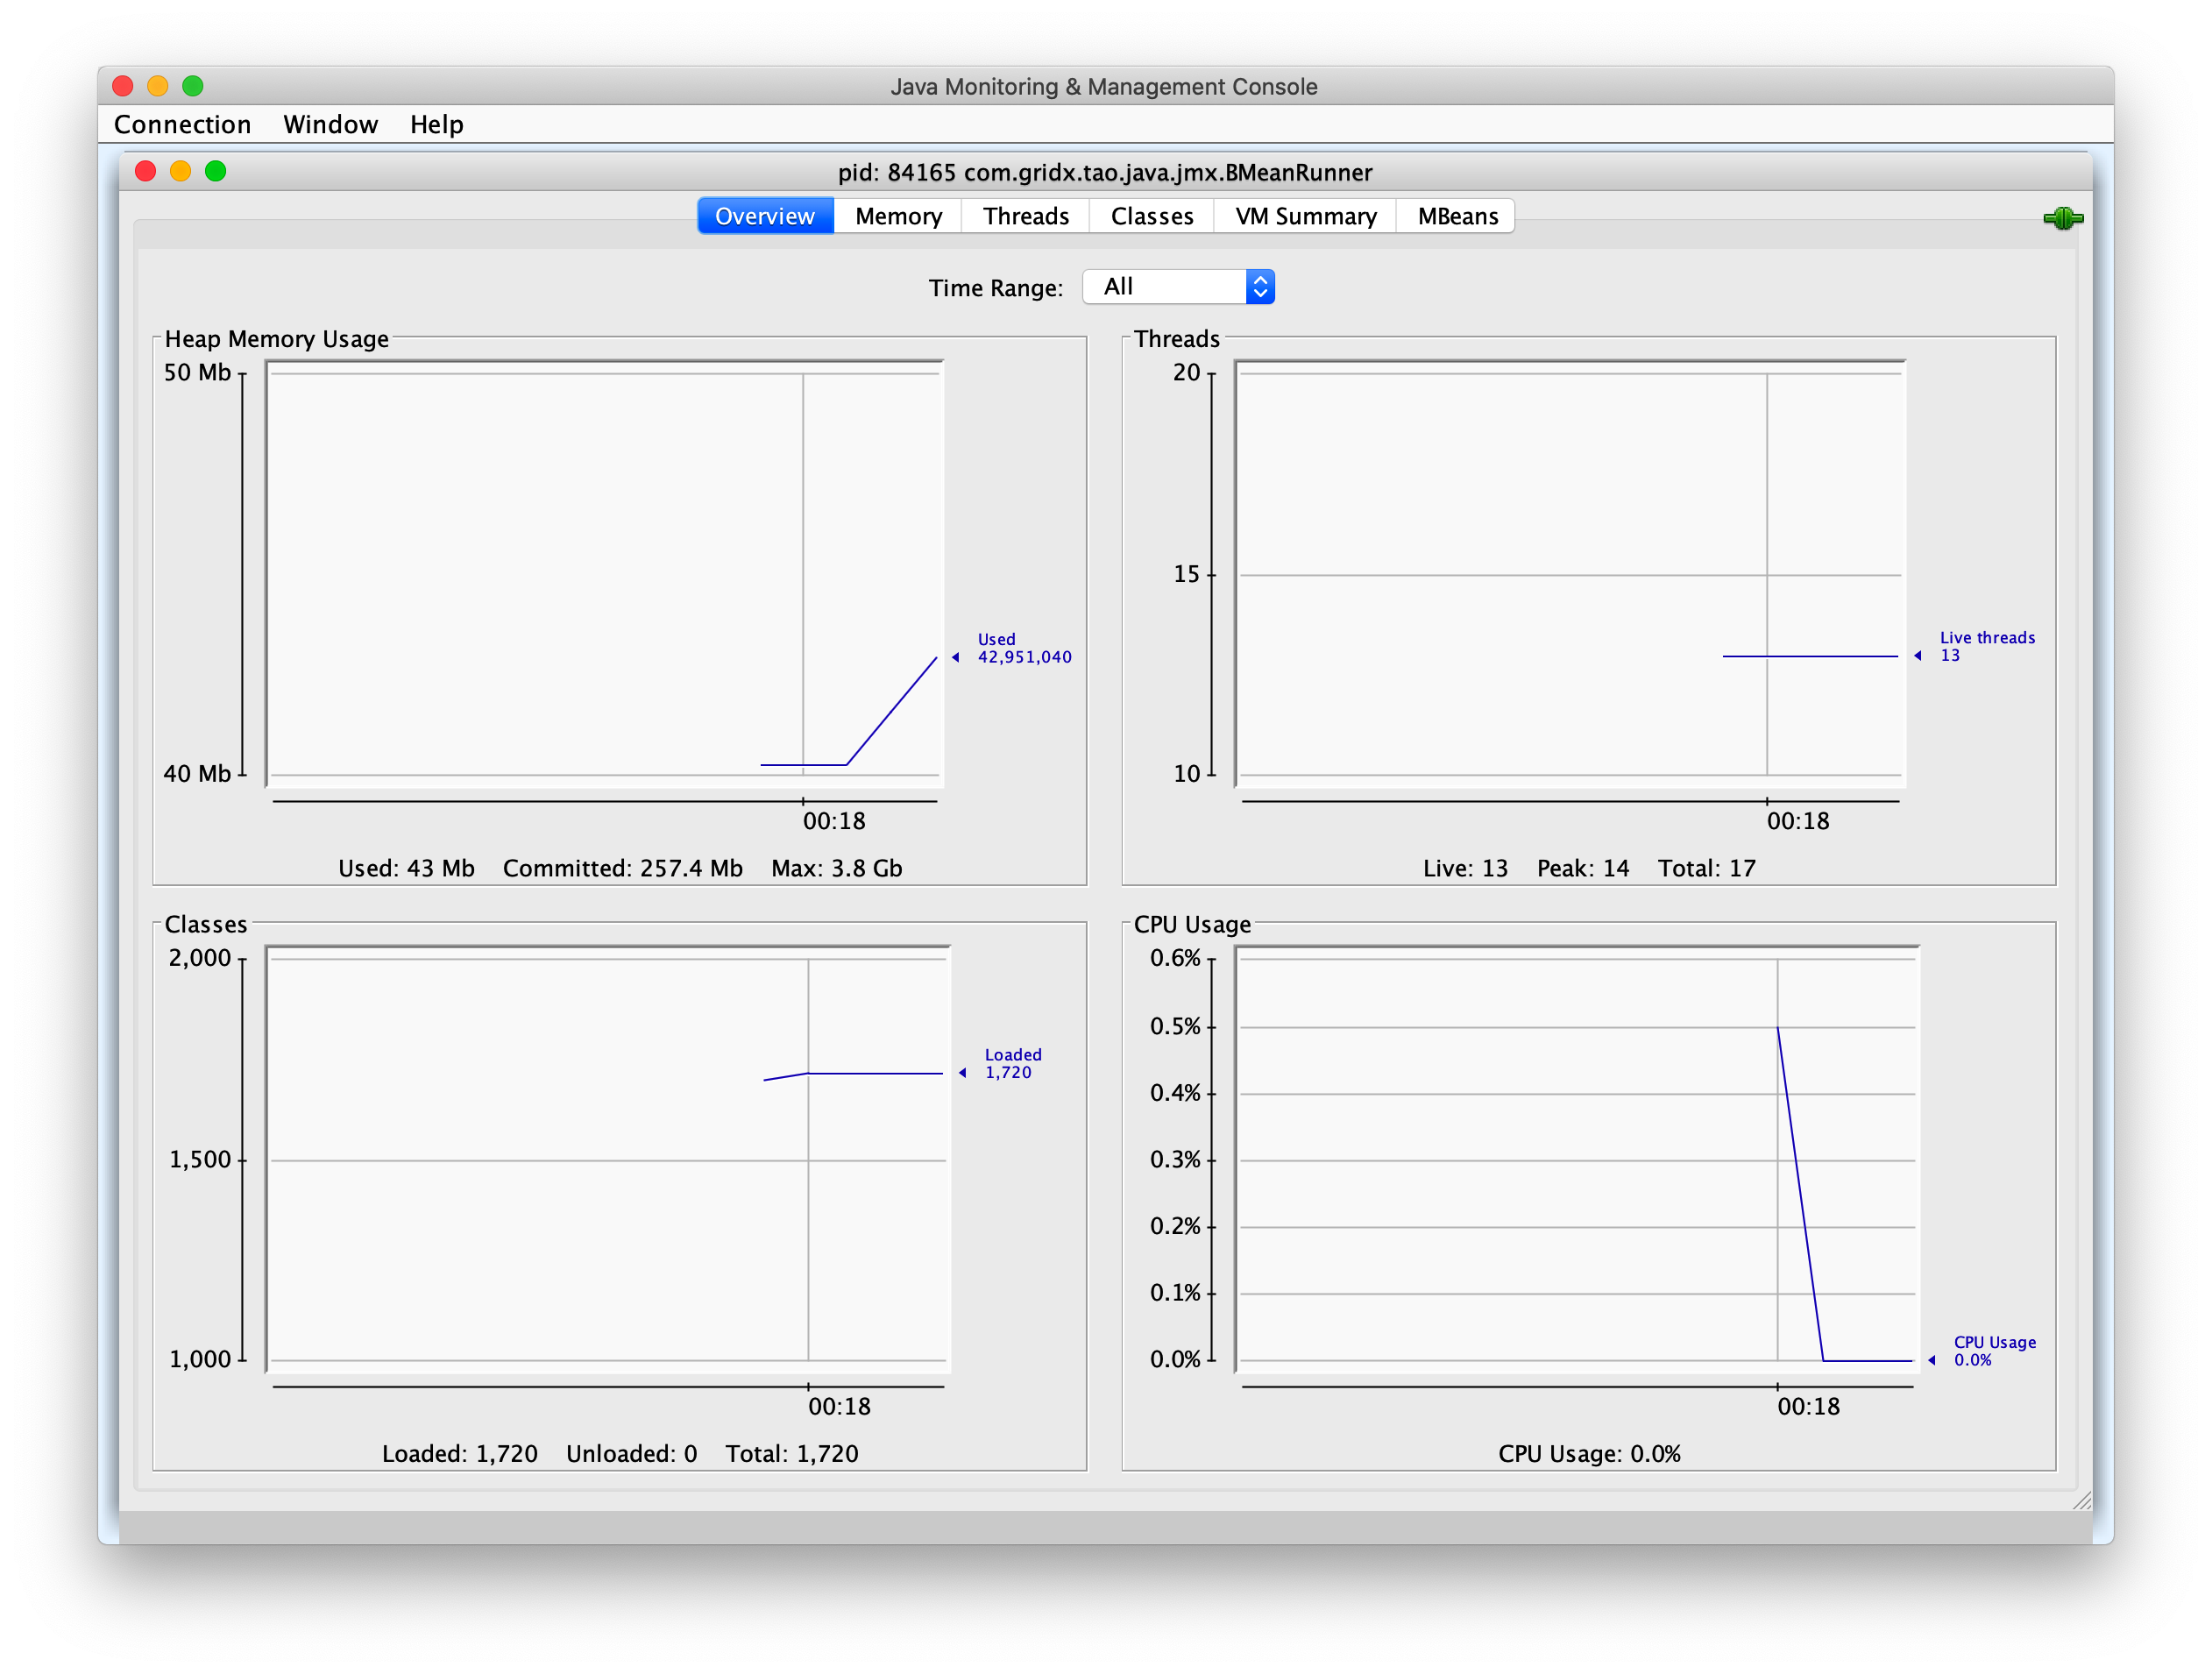 Java Monitoring & Management Console
Connection Window Help
pid: 84165 com.gridx.tao.java.jmx.BMeanRunner
Overview Memory Threads Classes VM Summary MBeans
Time Range: All
Heap Memory Usage
50 Mb
40 Mb
Used
42,951,040
00:18
Used: 43 Mb Committed: 257.4 Mb Max: 3.8 Gb
Threads
20
15
10
Live threads
13
00:18
Live: 13 Peak: 14 Total: 17
Classes
2,000
1,500
1,000
Loaded
1,720
00:18
Loaded: 1,720 Unloaded: 0 Total: 1,720
CPU Usage
0.6%
0.5%
0.4%
0.3%
0.2%
0.1%
0.0%
CPU Usage
0.0%
00:18
CPU Usage: 0.0%